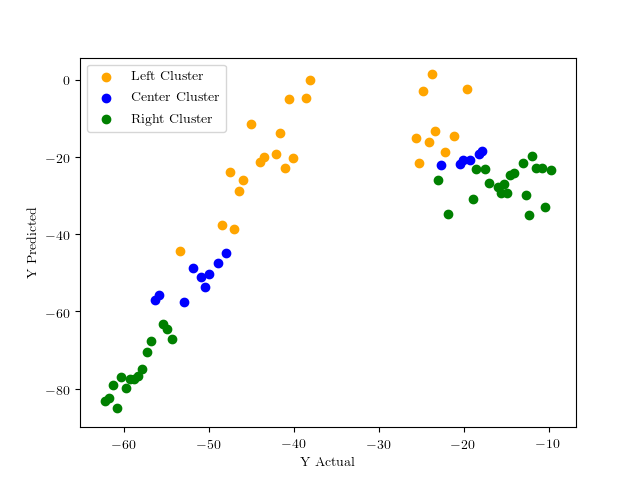 Left Cluster
Center Cluster
Right Cluster
0
−20
−40
−60
−80
Y Predicted
−60 −50 −40 −30 −20 −10
Y Actual